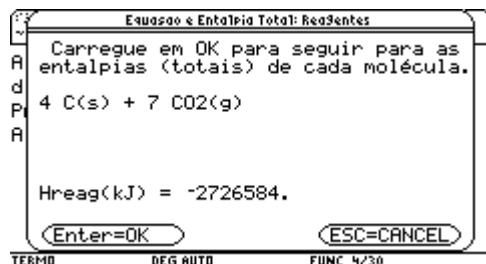 Equasao e Entalpia Total: Reagentes
Carregue em OK para seguir para as
entalpias (totais) de cada molécula.
4 C(s) + 7 CO2(g)
Hreag(kJ) = -2726584.
Enter=OK
ESC=CANCEL
A
d
P
A
TERMO DEG AUTO FUNC 4/30